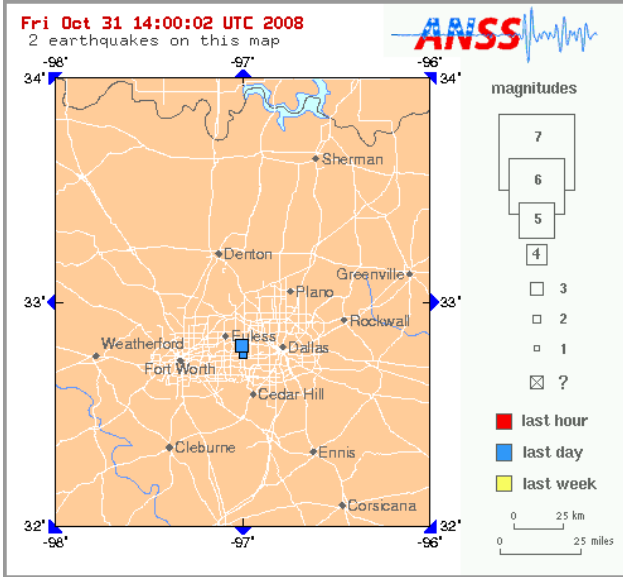 Fri Oct 31 14:00:02 UTC 2008
2 earthquakes on this map
ANSS
-98° -97° -96°
34° 34°
magnitudes
7
6
5
4
3
2
1
?
Sherman
Denton
Greenville
Plano
33° 33°
Rockwall
Euless
Weatherford
Dallas
Fort Worth
Cedar Hill
Cleburne
Ennis
Corsicana
32° 32°
-98° -97° -96°
last hour
last day
last week
0 25 km
0 25 miles